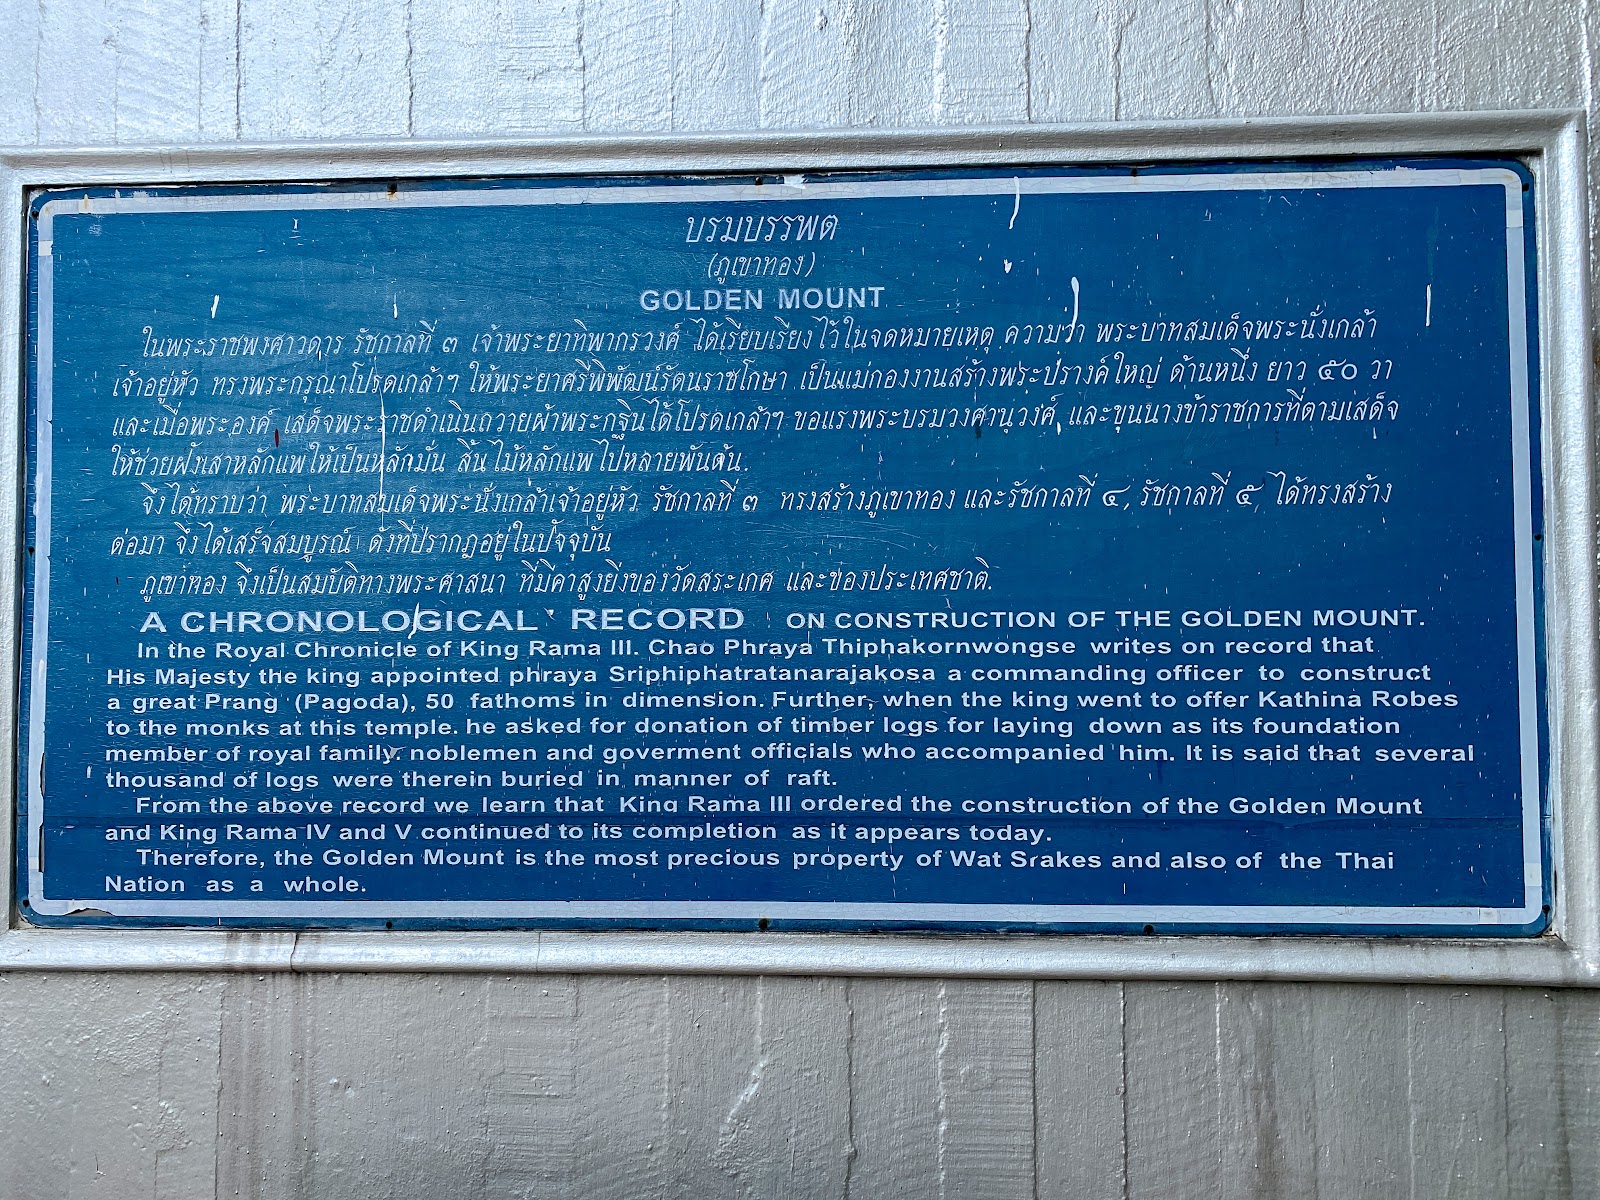 บรมบรรพต
(ภูเขาทอง)
GOLDEN MOUNT
ในพระราชพงศาวดาร รัชกาลที่ ๓ เจ้าพระยาทิพากรวงศ์ ได้เรียบเรียงไว้ในจดหมายเหตุ ความว่า พระบาทสมเด็จพระนั่งเกล้า
เจ้าอยู่หัว ทรงพระกรุณาโปรดเกล้าฯ ให้พระยาศรีพิพัฒน์รัตนราชโกษา เป็นแม่กองงานสร้างพระปรางค์ใหญ่ ด้านหนึ่ง ยาว ๕๐ วา
และเมื่อพระองค์ เสด็จพระราชดำเนินถวายผ้าพระกฐินได้โปรดเกล้าฯ ขอแรงพระบรมวงศานุวงศ์ และขุนนางข้าราชการที่ตามเสด็จ
ให้ช่วยฝังเสาหลักแพให้เป็นหลักมั่น สิ้นไม้หลักแพไปหลายพันต้น.
จึงได้ทราบว่า พระบาทสมเด็จพระนั่งเกล้าเจ้าอยู่หัว รัชกาลที่ ๓ ทรงสร้างภูเขาทอง และรัชกาลที่ ๔, รัชกาลที่ ๕ ได้ทรงสร้าง
ต่อมา จึงได้เสร็จสมบูรณ์ ดังที่ปรากฏอยู่ในปัจจุบัน
ภูเขาทอง จึงเป็นสมบัติทางพระศาสนา ที่มีค่าสูงยิ่งของวัดสระเกศ และของประเทศชาติ.
A CHRONOLOGICAL RECORD ON CONSTRUCTION OF THE GOLDEN MOUNT.
In the Royal Chronicle of King Rama III. Chao Phraya Thiphakornwongse writes on record that
His Majesty the king appointed phraya Sriphiphatratanarajakosa a commanding officer to construct
a great Prang (Pagoda), 50 fathoms in dimension. Further, when the king went to offer Kathina Robes
to the monks at this temple. he asked for donation of timber logs for laying down as its foundation
member of royal family. noblemen and goverment officials who accompanied him. It is said that several
thousand of logs were therein buried in manner of raft.
From the above record we learn that King Rama III ordered the construction of the Golden Mount
and King Rama IV and V continued to its completion as it appears today.
Therefore, the Golden Mount is the most precious property of Wat Srakes and also of the Thai
Nation as a whole.